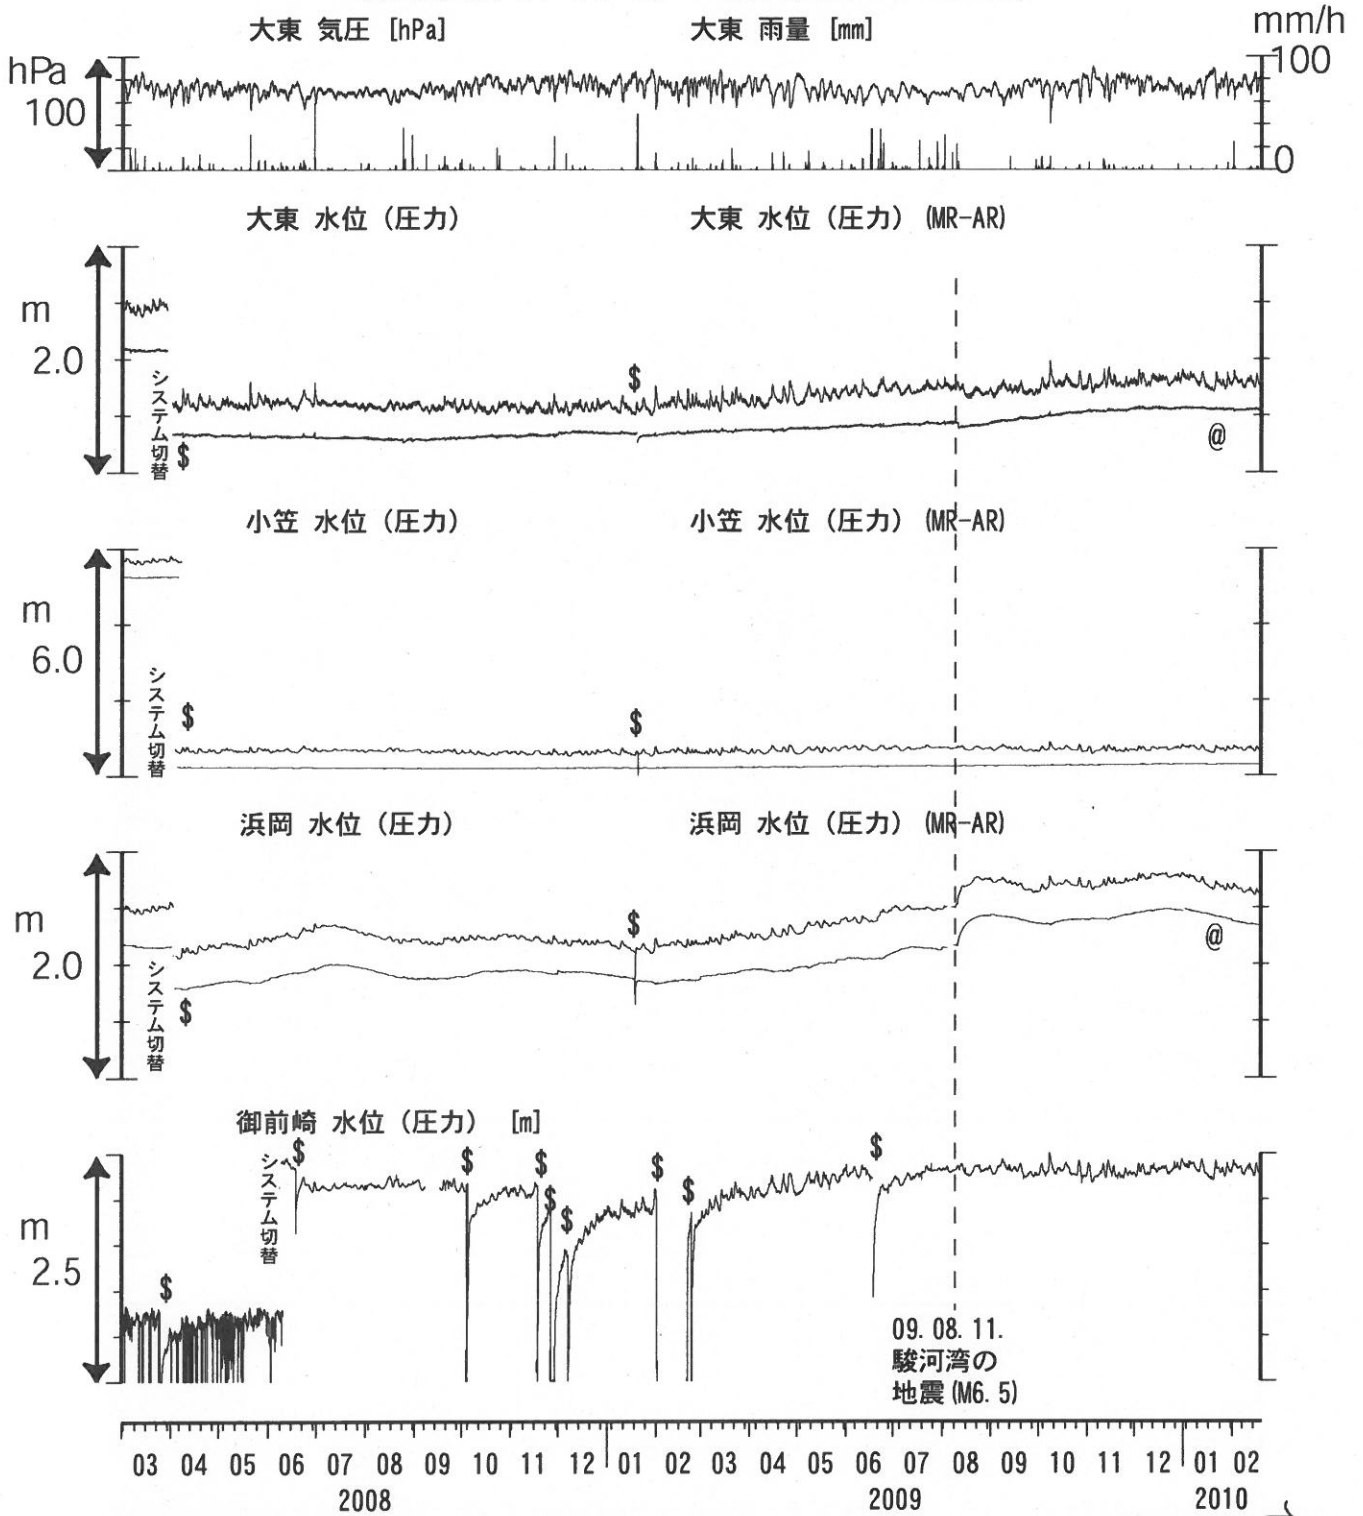 大東 気圧 [hPa] 大東 雨量 [mm] mm/h
hPa 100
100 0
大東 水位（圧力） 大東 水位（圧力）(MR-AR)
m
2.0
システム切替
$
$
@
小笠 水位（圧力） 小笠 水位（圧力）(MR-AR)
m
6.0
システム切替
$
$
浜岡 水位（圧力） 浜岡 水位（圧力）(MR-AR)
m
2.0
システム切替
$
$
@
御前崎 水位（圧力） [m]
m
2.5
システム切替
$
$
$
$
$
$
$
$
$
09.08.11.
駿河湾の
地震(M6.5)
03 04 05 06 07 08 09 10 11 12 01 02 03 04 05 06 07 08 09 10 11 12 01 02
2008 2009 2010